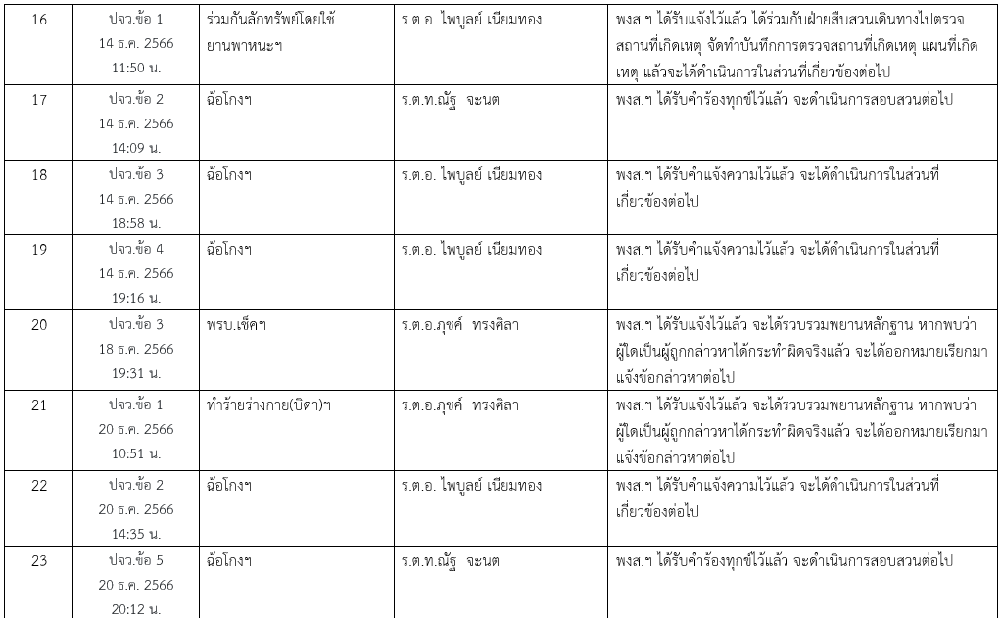 16 ปจว.ข้อ 1 ร่วมกันลักทรัพย์โดยใช้ ร.ต.อ. ไพบูลย์ เนียมทอง พงส.ฯ ได้รับแจ้งไว้แล้ว ได้ร่วมกับฝ่ายสืบสวนเดินทางไปตรวจ
14 ธ.ค. 2566 ยานพาหนะฯ สถานที่เกิดเหตุ จัดทำบันทึกการตรวจสถานที่เกิดเหตุ แผนที่เกิด
11:50 น. เหตุ แล้วจะได้ดำเนินการในส่วนที่เกี่ยวข้องต่อไป
17 ปจว.ข้อ 2 ฉ้อโกงฯ ร.ต.ท.ณัฐ จะนต พงส.ฯ ได้รับคำร้องทุกข์ไว้แล้ว จะดำเนินการสอบสวนต่อไป
14 ธ.ค. 2566
14:09 น.
18 ปจว.ข้อ 3 ฉ้อโกงฯ ร.ต.อ. ไพบูลย์ เนียมทอง พงส.ฯ ได้รับคำแจ้งความไว้แล้ว จะได้ดำเนินการในส่วนที่
14 ธ.ค. 2566 เกี่ยวข้องต่อไป
18:58 น.
19 ปจว.ข้อ 4 ฉ้อโกงฯ ร.ต.อ. ไพบูลย์ เนียมทอง พงส.ฯ ได้รับคำแจ้งความไว้แล้ว จะได้ดำเนินการในส่วนที่
14 ธ.ค. 2566 เกี่ยวข้องต่อไป
19:16 น.
20 ปจว.ข้อ 3 พรบ.เช็คฯ ร.ต.อ.ภุชค์ ทรงศิลา พงส.ฯ ได้รับแจ้งไว้แล้ว จะได้รวบรวมพยานหลักฐาน หากพบว่า
18 ธ.ค. 2566 ผู้ใดเป็นผู้ถูกกล่าวหาได้กระทำผิดจริงแล้ว จะได้ออกหมายเรียกมา
19:31 น. แจ้งข้อกล่าวหาต่อไป
21 ปจว.ข้อ 1 ทำร้ายร่างกาย(บิดา)ฯ ร.ต.อ.ภุชค์ ทรงศิลา พงส.ฯ ได้รับแจ้งไว้แล้ว จะได้รวบรวมพยานหลักฐาน หากพบว่า
20 ธ.ค. 2566 ผู้ใดเป็นผู้ถูกกล่าวหาได้กระทำผิดจริงแล้ว จะได้ออกหมายเรียกมา
10:51 น. แจ้งข้อกล่าวหาต่อไป
22 ปจว.ข้อ 2 ฉ้อโกงฯ ร.ต.อ. ไพบูลย์ เนียมทอง พงส.ฯ ได้รับคำแจ้งความไว้แล้ว จะได้ดำเนินการในส่วนที่
20 ธ.ค. 2566 เกี่ยวข้องต่อไป
14:35 น.
23 ปจว.ข้อ 5 ฉ้อโกงฯ ร.ต.ท.ณัฐ จะนต พงส.ฯ ได้รับคำร้องทุกข์ไว้แล้ว จะดำเนินการสอบสวนต่อไป
20 ธ.ค. 2566
20:12 น.